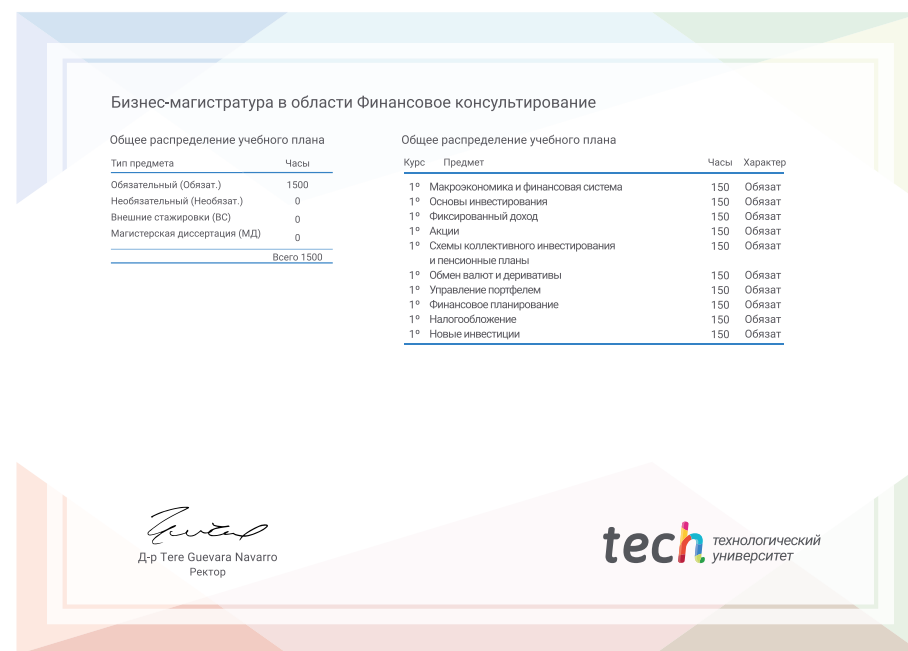 Бизнес-магистратура в области Финансовое консультирование
Общее распределение учебного плана
Тип предмета Часы
Обязательный (Обязат.) 1500
Необязательный (Необязат.) 0
Внешние стажировки (ВС) 0
Магистерская диссертация (МД) 0
Всего 1500
Общее распределение учебного плана
Курс Предмет Часы Характер
1º Макроэкономика и финансовая система 150 Обязат
1º Основы инвестирования 150 Обязат
1º Фиксированный доход 150 Обязат
1º Акции 150 Обязат
1º Схемы коллективного инвестирования 150 Обязат
и пенсионные планы
1º Обмен валют и деривативы 150 Обязат
1º Управление портфелем 150 Обязат
1º Финансовое планирование 150 Обязат
1º Налогообложение 150 Обязат
1º Новые инвестиции 150 Обязат
Д-р Tere Guevara Navarro
Ректор
tech технологический
университет